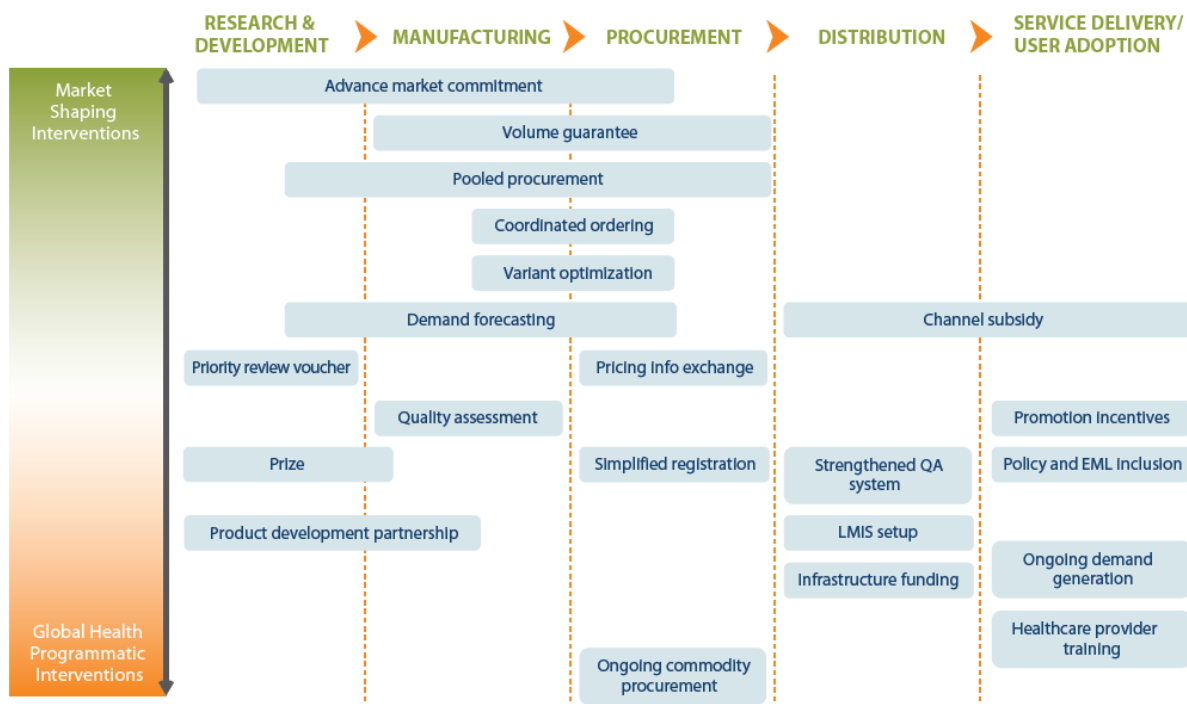 RESEARCH &
DEVELOPMENT
MANUFACTURING
PROCUREMENT
DISTRIBUTION
SERVICE DELIVERY/
USER ADOPTION
Market
Shaping
Interventions
Advance market commitment
Volume guarantee
Pooled procurement
Coordinated ordering
Variant optimization
Demand forecasting
Channel subsidy
Priority review voucher
Pricing info exchange
Quality assessment
Promotion incentives
Prize
Simplified registration
Strengthened QA
system
Policy and EML inclusion
Product development partnership
LMIS setup
Infrastructure funding
Ongoing demand
generation
Global Health
Programmatic
Interventions
Healthcare provider
training
Ongoing commodity
procurement